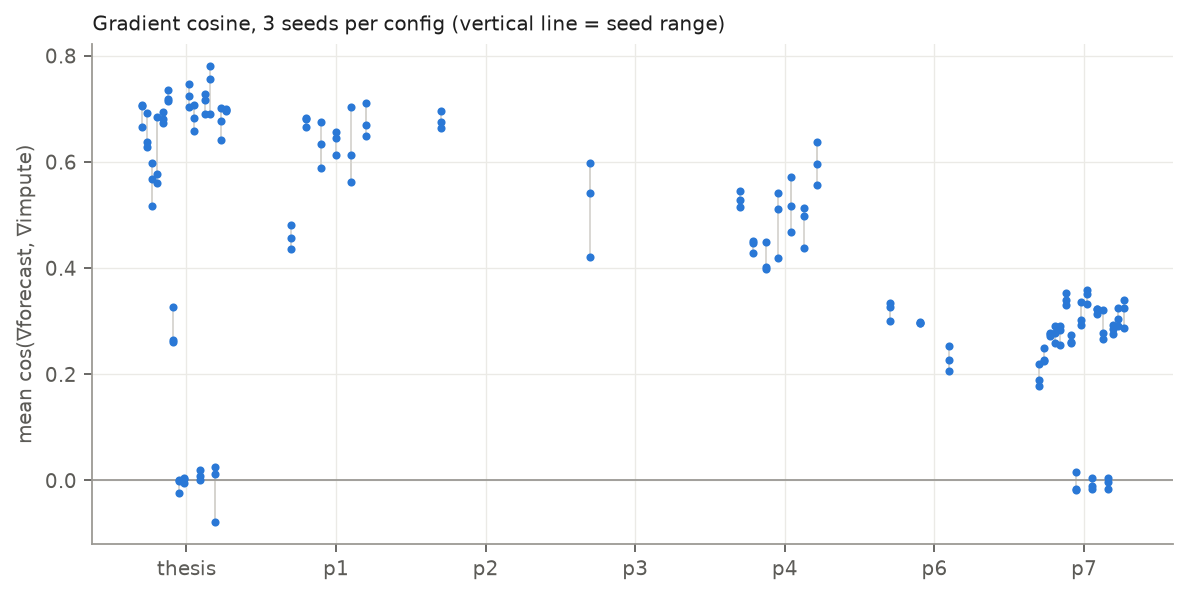 Gradient cosine, 3 seeds per config (vertical line = seed range)
mean cos(∇forecast, ∇impute)
0.8
0.6
0.4
0.2
0.0
thesis p1 p2 p3 p4 p6 p7